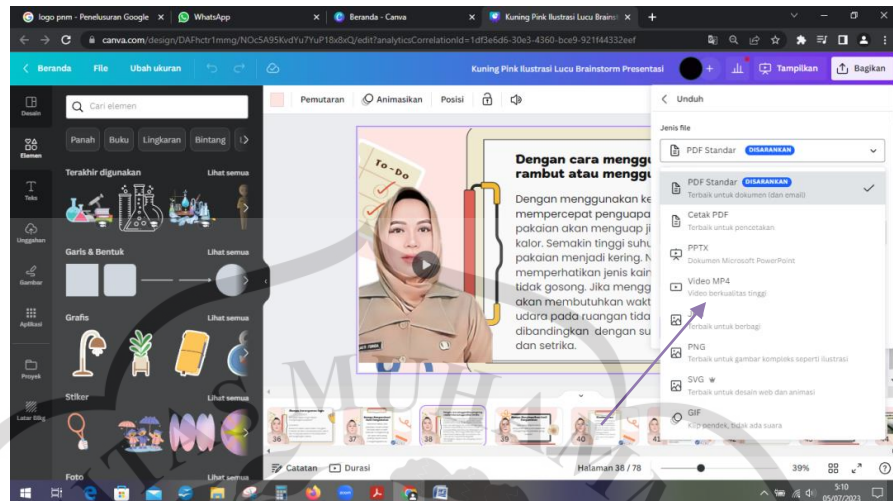 logo pnm - Penelusuran Google
WhatsApp
Beranda - Canva
Kuning Pink Ilustrasi Lucu Brainst
canva.com/design/DAFhctr1mmg/NOc5A95KvdYu7YuP18x8xQ/edit?analyticsCorrelationId=1df3e6d6-30e3-4360-bce9-921f44332eef
Beranda
File
Ubah ukuran
Kuning Pink Ilustrasi Lucu Brainstorm Presentasi
Tampilkan
Bagikan
Desain
Elemen
Teks
Unggahan
Gambar
Aplikasi
Proyek
Latar Blkg
Cari elemen
Panah
Buku
Lingkaran
Bintang
Terakhir digunakan
Lihat semua
Garis & Bentuk
Lihat semua
Grafis
Lihat semua
Stiker
Lihat semua
Foto
Lihat semua
Pemutaran
Animasikan
Posisi
To-Do
Dengan cara menggu
rambut atau menggu
Dengan menggunakan ke
mempercepat penguapa
pakaian akan menguap ji
kalor. Semakin tinggi suhu
pakaian menjadi kering. N
memperhatikan jenis kain
tidak gosong. Jika mengg
akan membutuhkan wakt
udara pada ruangan tida
dibandingkan dengan su
dan setrika.
Unduh
Jenis file
PDF Standar DISARANKAN
PDF Standar DISARANKAN
Terbaik untuk dokumen (dan email)
Cetak PDF
Terbaik untuk pencetakan
PPTX
Dokumen Microsoft PowerPoint
Video MP4
Video berkualitas tinggi
Terbaik untuk berbagi
PNG
Terbaik untuk gambar kompleks seperti ilustrasi
SVG
Terbaik untuk desain web dan animasi
GIF
Klip pendek, tidak ada suara
36
37
38
39
40
Catatan
Durasi
Halaman 38 / 78
39%
5:10
05/07/2023